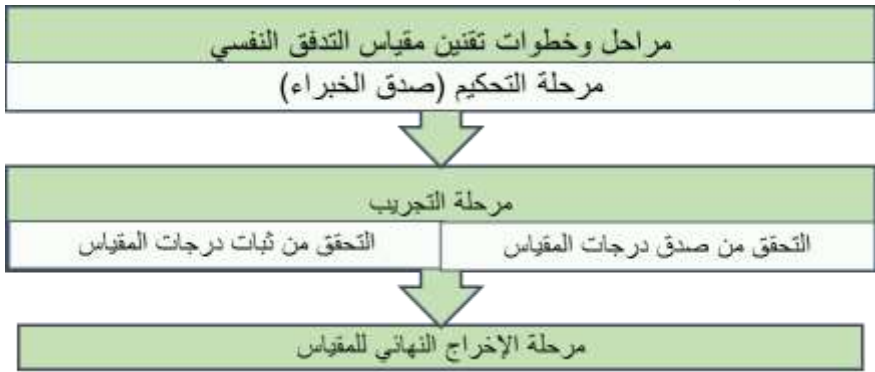 مراحل وخطوات تقنين مقياس التدفق النفسي
مرحلة التحكيم (صدق الخبراء)
مرحلة التجريب
التحقق من صدق درجات المقياس
التحقق من ثبات درجات المقياس
مرحلة الإخراج النهائي للمقياس